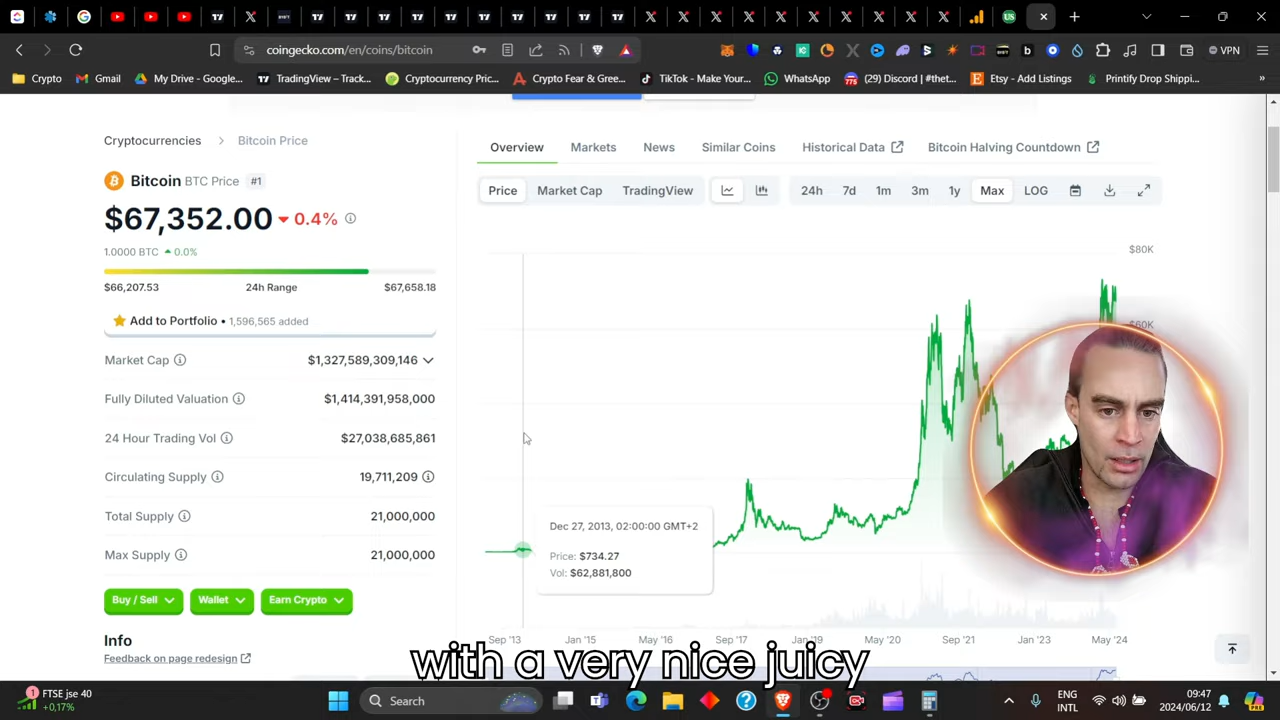 coingecko.com/en/coins/bitcoin
VPN
Crypto
Gmail
My Drive - Google...
TradingView – Track...
Cryptocurrency Pric...
Crypto Fear & Gree...
TikTok - Make Your...
WhatsApp
(29) Discord | #thet...
Etsy - Add Listings
Printify Drop Shippi...
Cryptocurrencies > Bitcoin Price
Overview Markets News Similar Coins Historical Data Bitcoin Halving Countdown
Bitcoin BTC Price #1
Price Market Cap TradingView 24h 7d 1m 3m 1y Max LOG
$67,352.00 0.4%
1.0000 BTC 0.0%
$66,207.53 24h Range $67,658.18
Add to Portfolio • 1,596,565 added
Market Cap $1,327,589,309,146
Fully Diluted Valuation $1,414,391,958,000
24 Hour Trading Vol $27,038,685,861
Circulating Supply 19,711,209
Total Supply 21,000,000
Max Supply 21,000,000
Buy / Sell Wallet Earn Crypto
Info
Feedback on page redesign
$80K
$60K
Dec 27, 2013, 02:00:00 GMT+2
Price: $734.27
Vol: $62,881,800
Sep '13 Jan '15 May '16 Sep '17 Jan '19 May '20 Sep '21 Jan '23 May '24
with a very nice juicy
1
FTSE jse 40
+0,17%
Search
ENG
INTL
09:47
2024/06/12